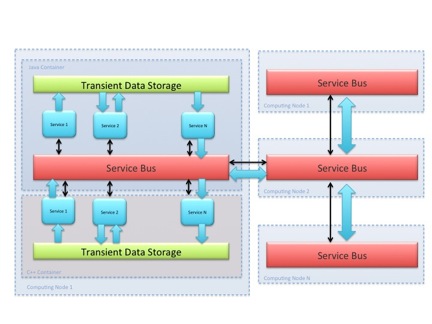 Java Container
Transient Data Storage
Service 1
Service 2
Service N
Service Bus
Service 1
Service 2
Service N
Transient Data Storage
C++ Container
Computing Node 1
Service Bus
Computing Node 1
Service Bus
Computing Node 2
Service Bus
Computing Node N